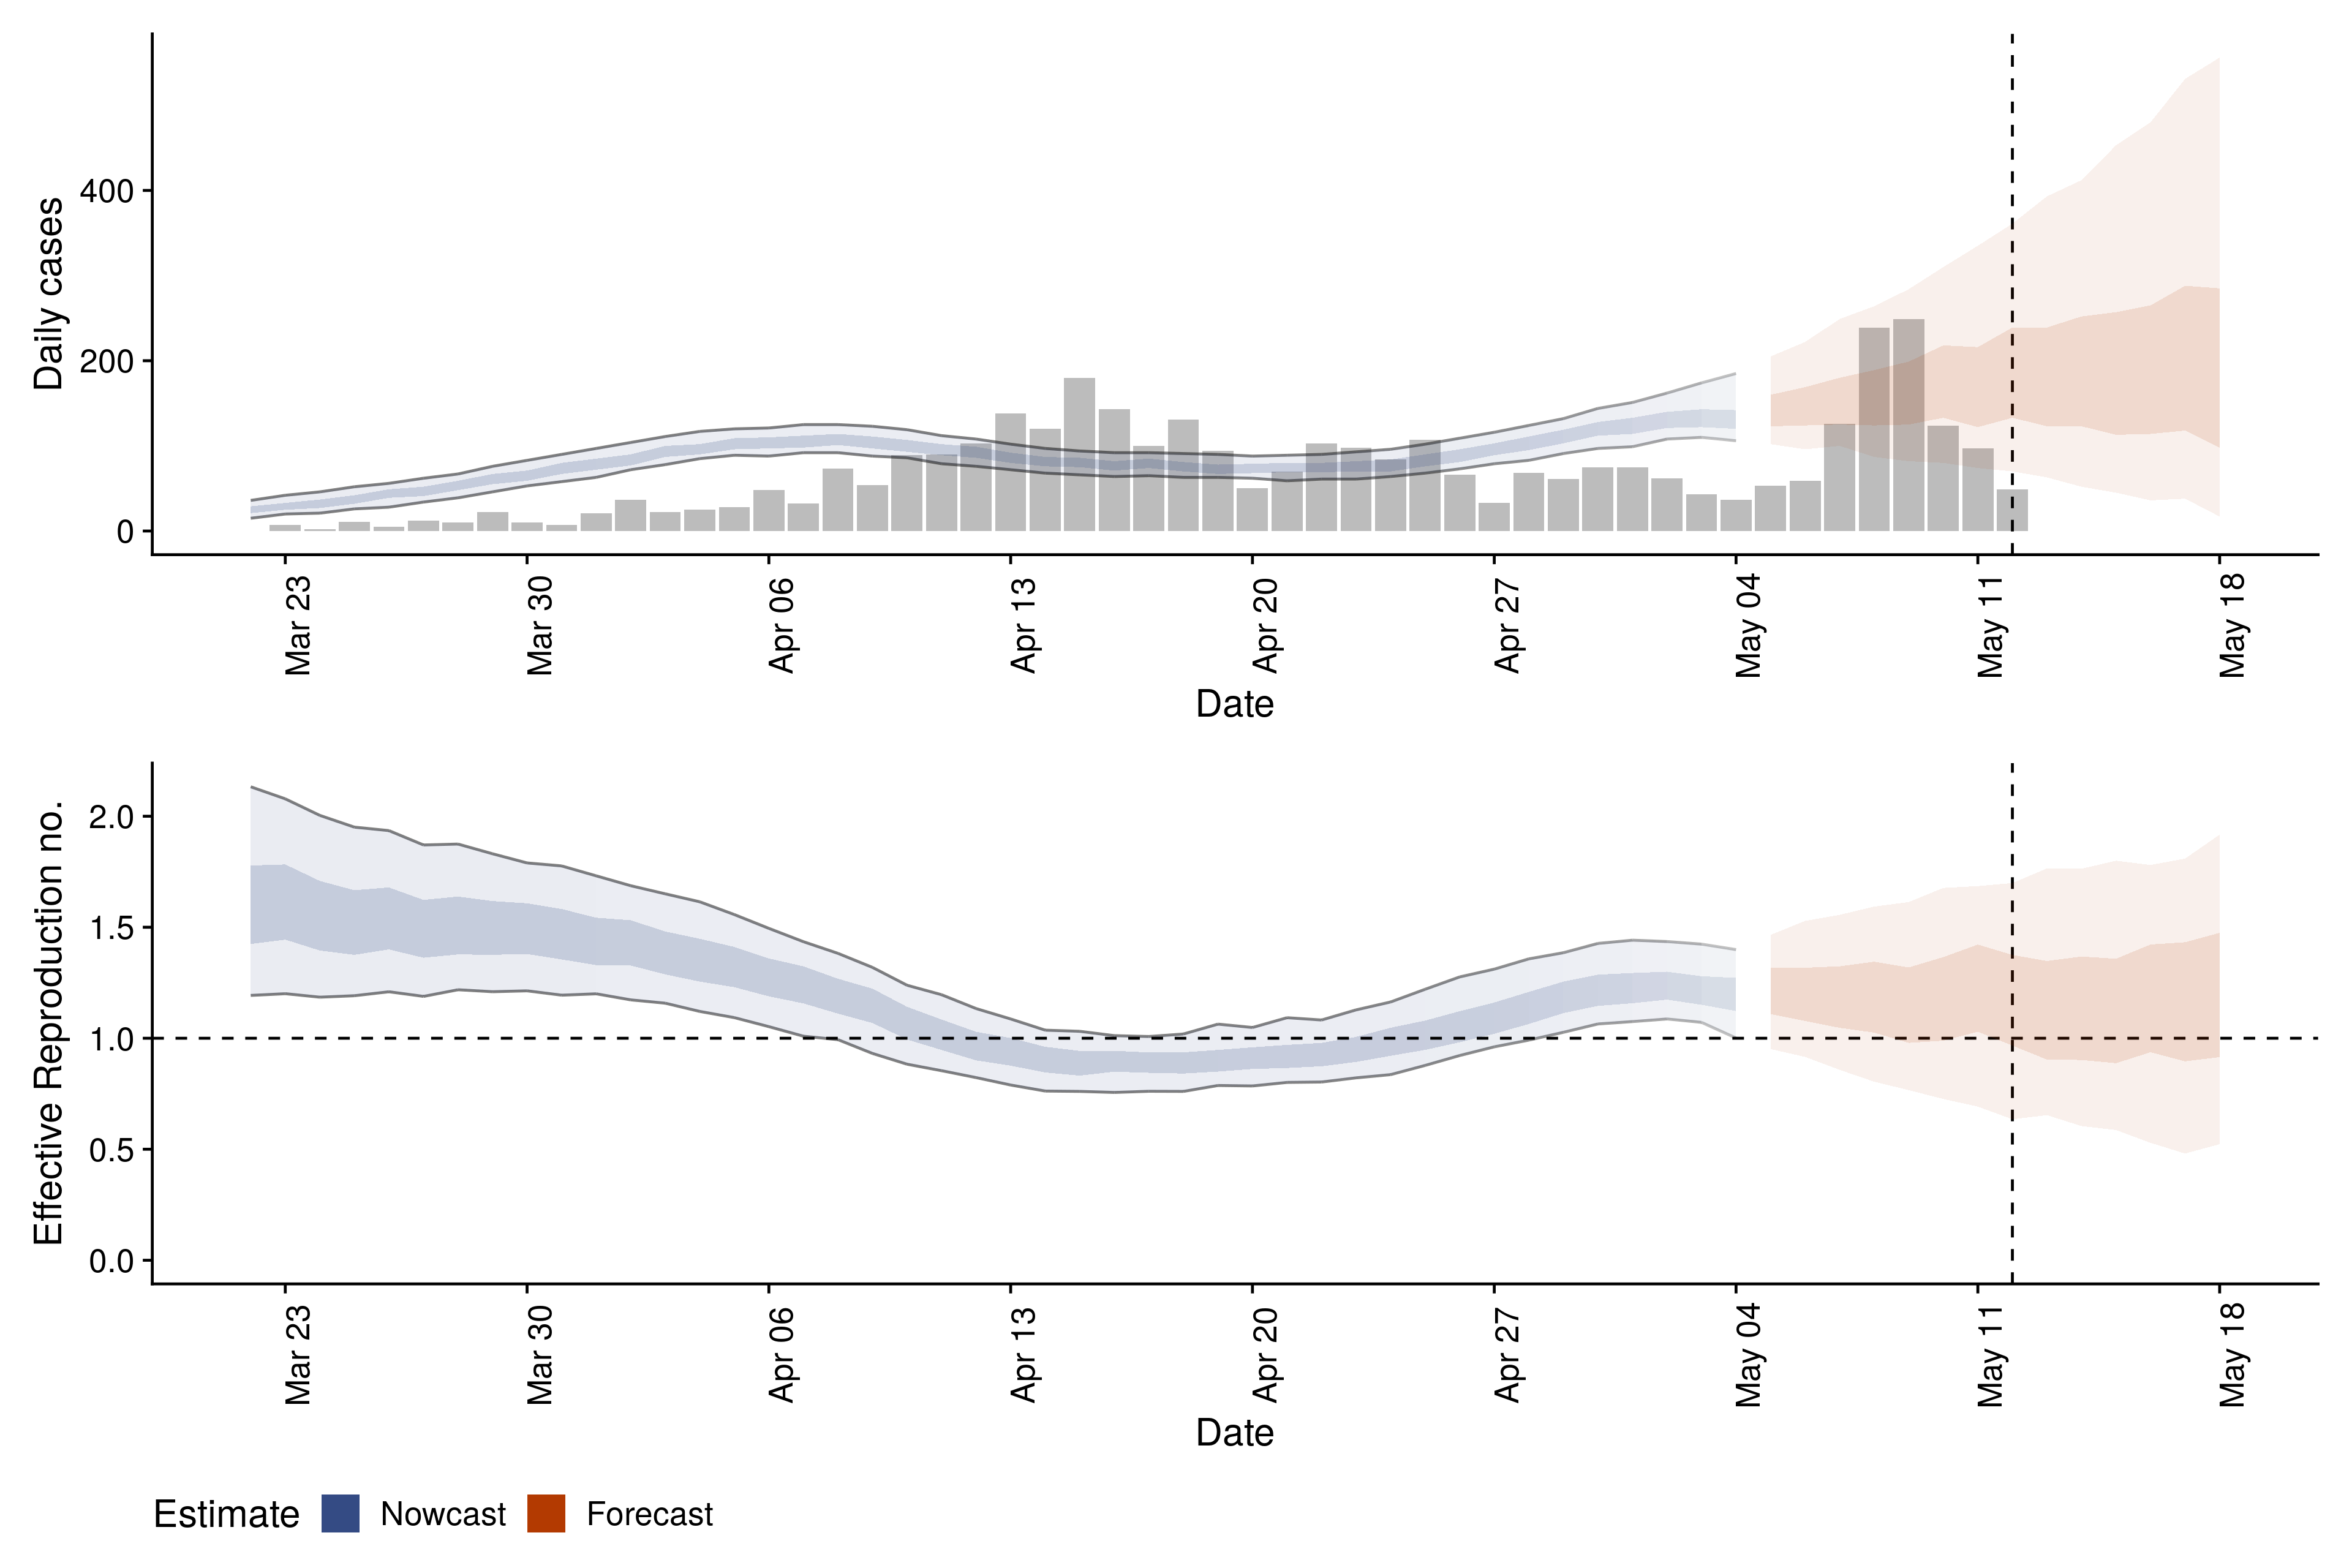 Daily cases
400
200
0
Mar 23
Mar 30
Apr 06
Apr 13
Apr 20
Apr 27
May 04
May 11
May 18
Date
Effective Reproduction no.
2.0
1.5
1.0
0.5
0.0
Mar 23
Mar 30
Apr 06
Apr 13
Apr 20
Apr 27
May 04
May 11
May 18
Date
Estimate Nowcast Forecast